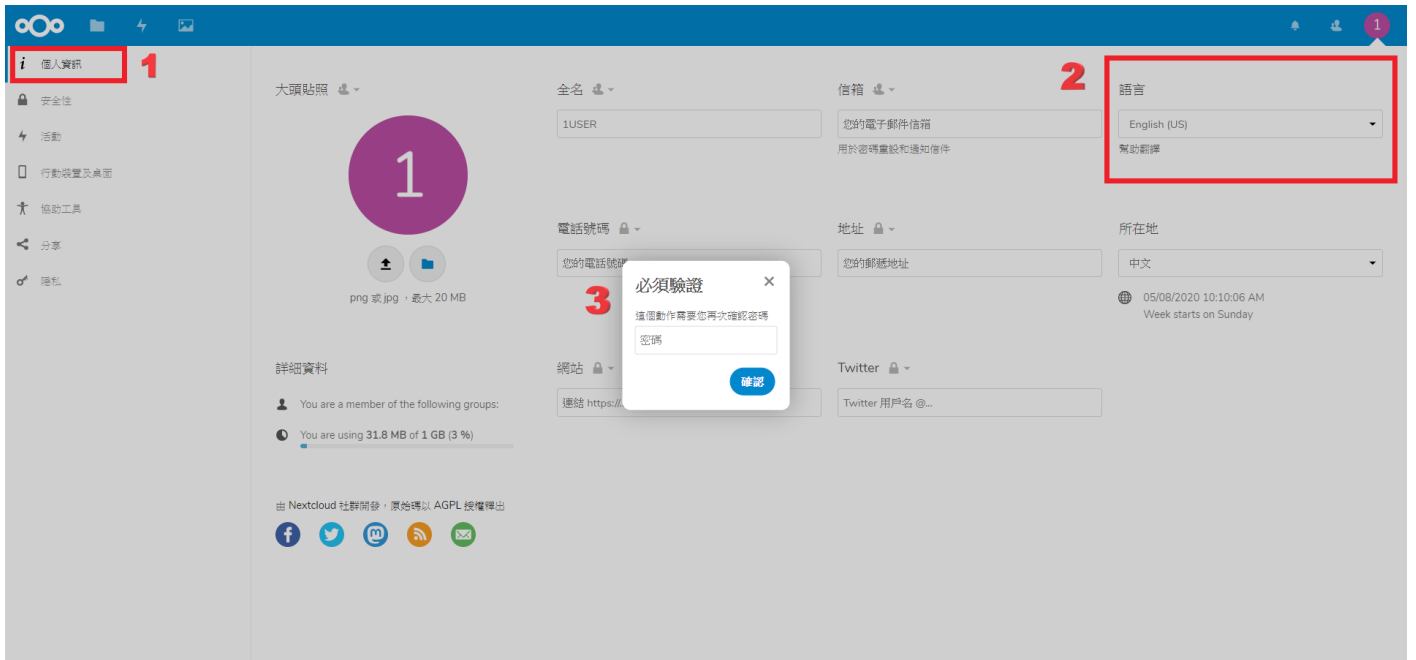 1
個人資訊
1
安全性
活動
行動裝置及桌面
協助工具
分享
隱私
大頭貼照
1
png 或 jpg ，最大 20 MB
全名
1USER
信箱
您的電子郵件信箱
用於密碼重設和通知信件
2
語言
English (US)
幫助翻譯
電話號碼
您的電話號碼
地址
您的郵遞地址
所在地
中文
05/08/2020 10:10:06 AM
Week starts on Sunday
3
必須驗證
這個動作需要您再次確認密碼
密碼
確認
詳細資料
You are a member of the following groups:
You are using 31.8 MB of 1 GB (3 %)
網站
連結 https://...
Twitter
Twitter 用戶名 @...
由 Nextcloud 社群開發，原始碼以 AGPL 授權釋出